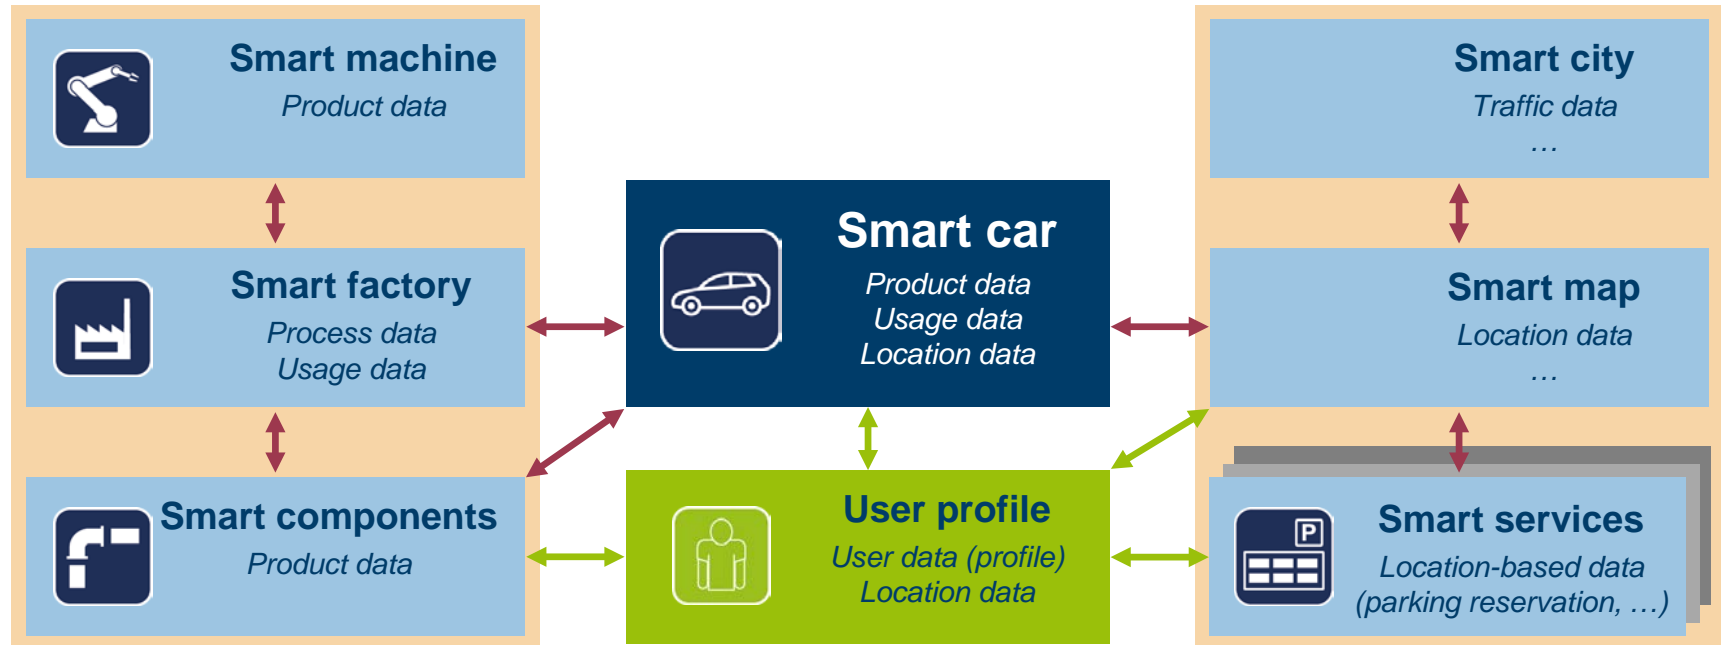 Smart machine
Product data
Smart factory
Process data
Usage data
Smart components
Product data
Smart car
Product data
Usage data
Location data
User profile
User data (profile)
Location data
Smart city
Traffic data
…
Smart map
Location data
…
P
Smart services
Location-based data
(parking reservation, …)